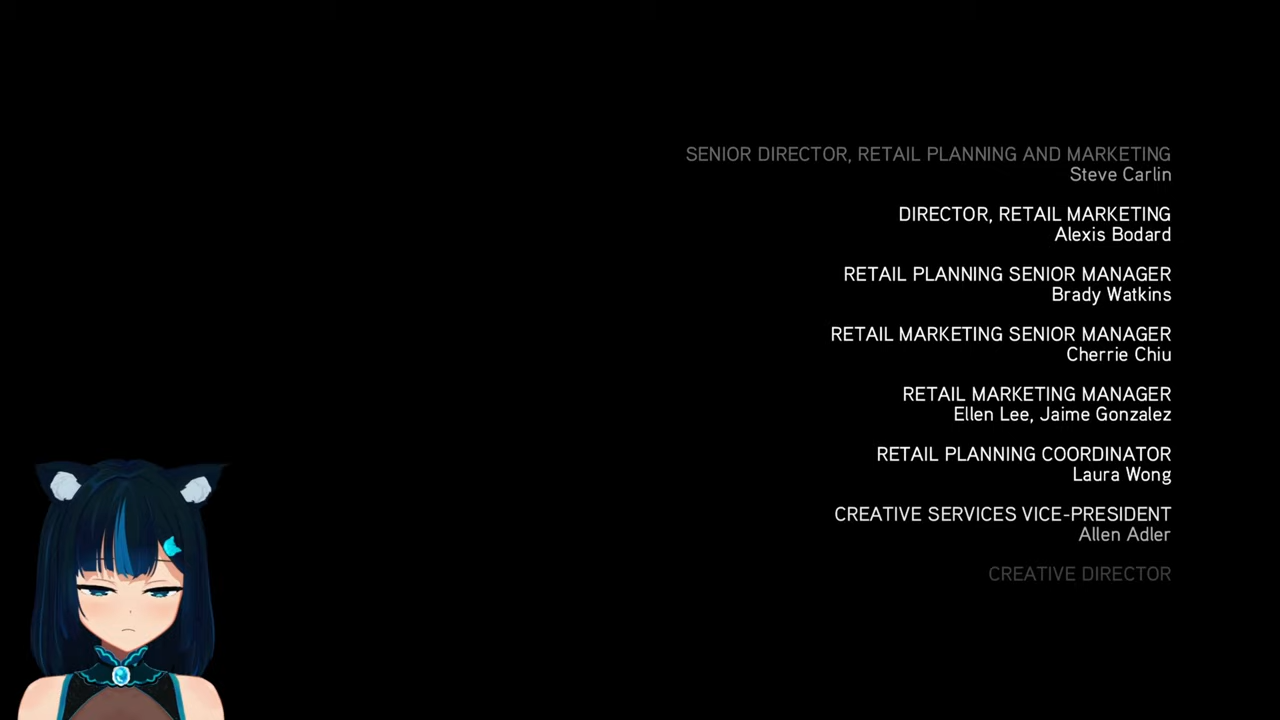 SENIOR DIRECTOR, RETAIL PLANNING AND MARKETING
Steve Carlin
DIRECTOR, RETAIL MARKETING
Alexis Bodard
RETAIL PLANNING SENIOR MANAGER
Brady Watkins
RETAIL MARKETING SENIOR MANAGER
Cherrie Chiu
RETAIL MARKETING MANAGER
Ellen Lee, Jaime Gonzalez
RETAIL PLANNING COORDINATOR
Laura Wong
CREATIVE SERVICES VICE-PRESIDENT
Allen Adler
CREATIVE DIRECTOR